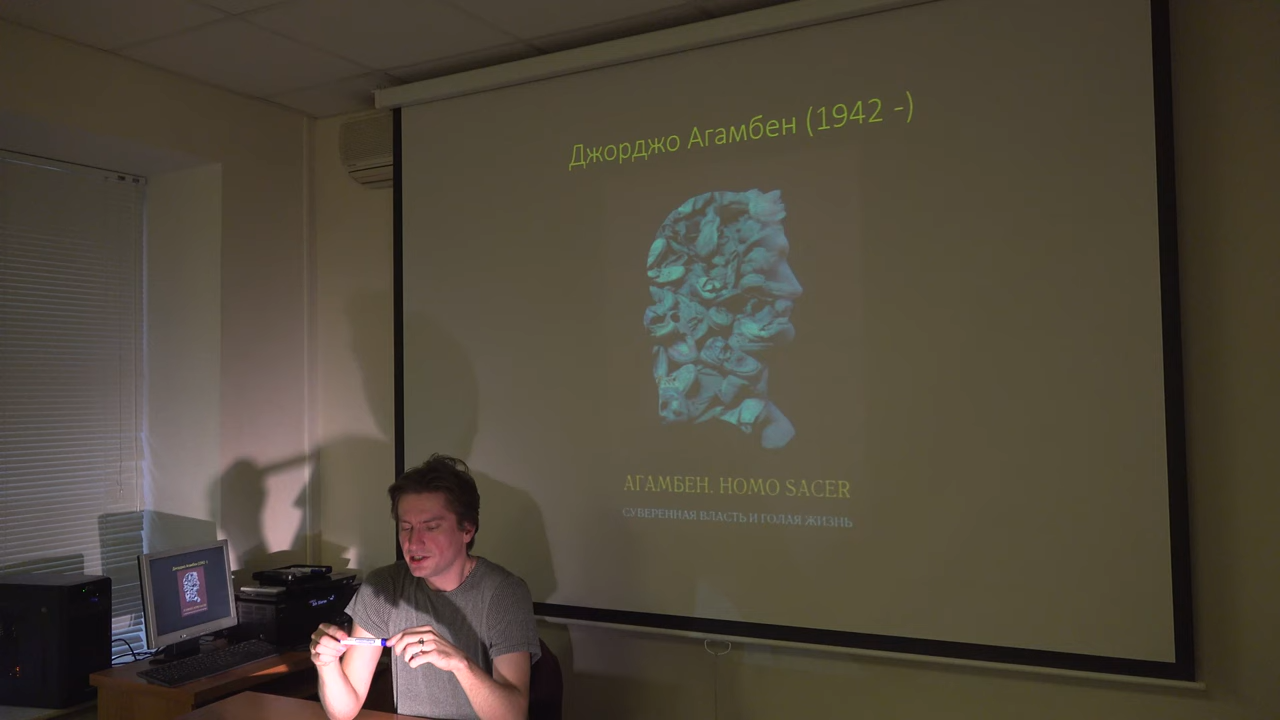 Джорджо Агамбен (1942 -)
АГАМБЕН. HOMO SACER
СУВЕРЕННАЯ ВЛАСТЬ И ГОЛАЯ ЖИЗНЬ